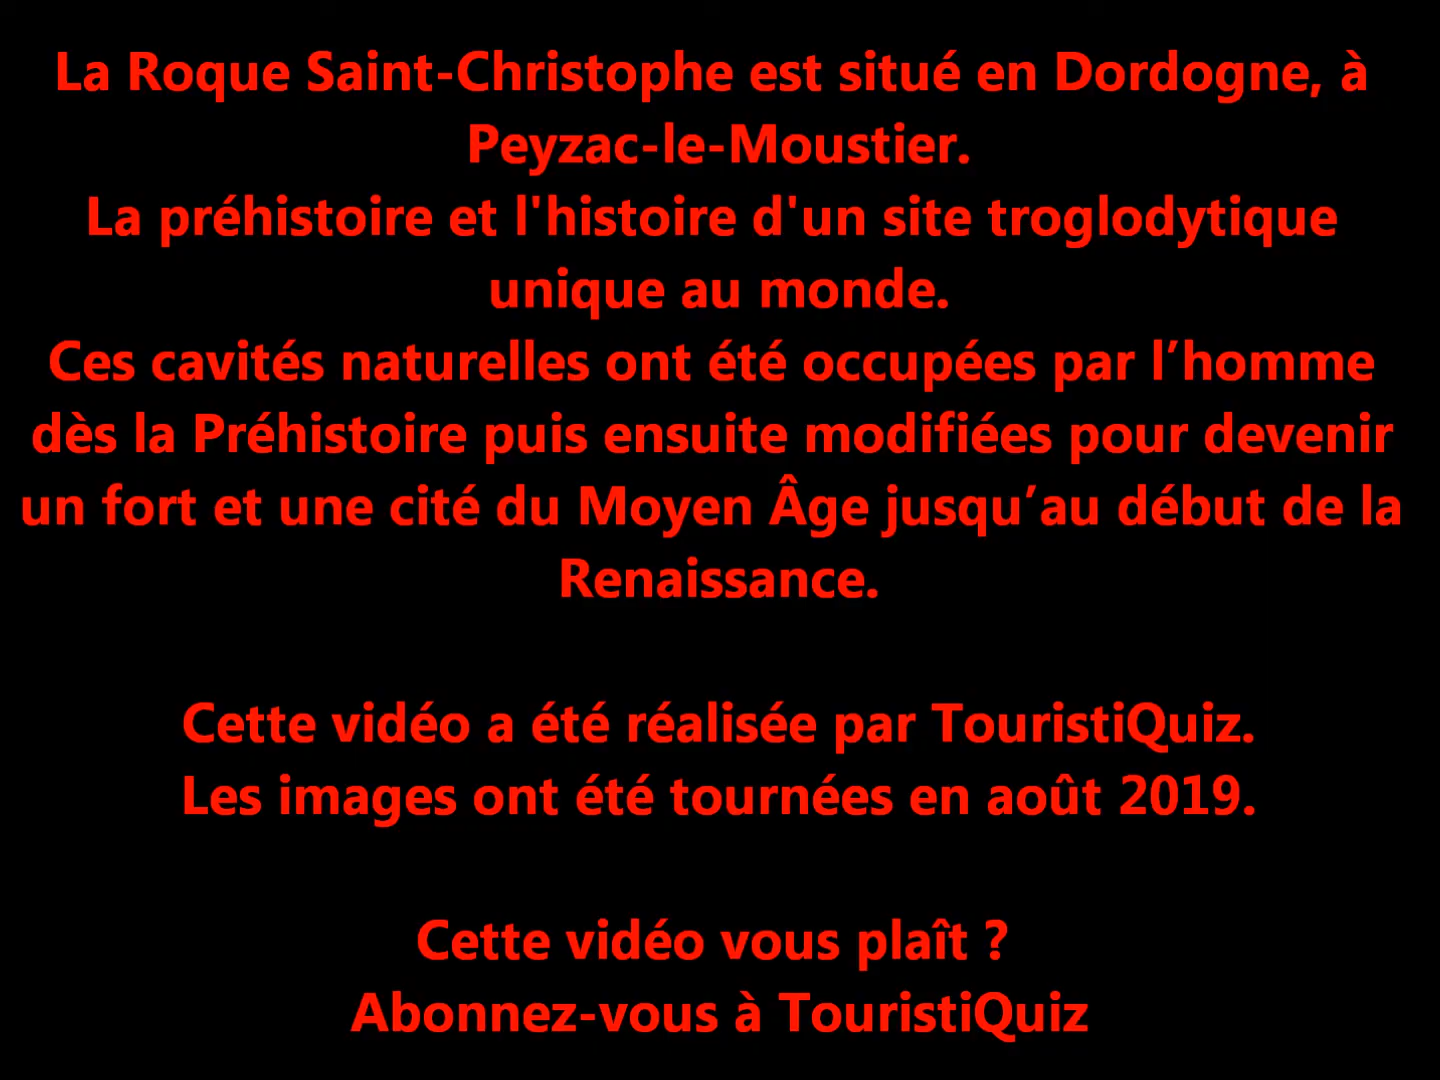 La Roque Saint-Christophe est situé en Dordogne, à
Peyzac-le-Moustier.
La préhistoire et l'histoire d'un site troglodytique
unique au monde.
Ces cavités naturelles ont été occupées par l’homme
dès la Préhistoire puis ensuite modifiées pour devenir
un fort et une cité du Moyen Âge jusqu’au début de la
Renaissance.
Cette vidéo a été réalisée par TouristiQuiz.
Les images ont été tournées en août 2019.
Cette vidéo vous plaît ?
Abonnez-vous à TouristiQuiz